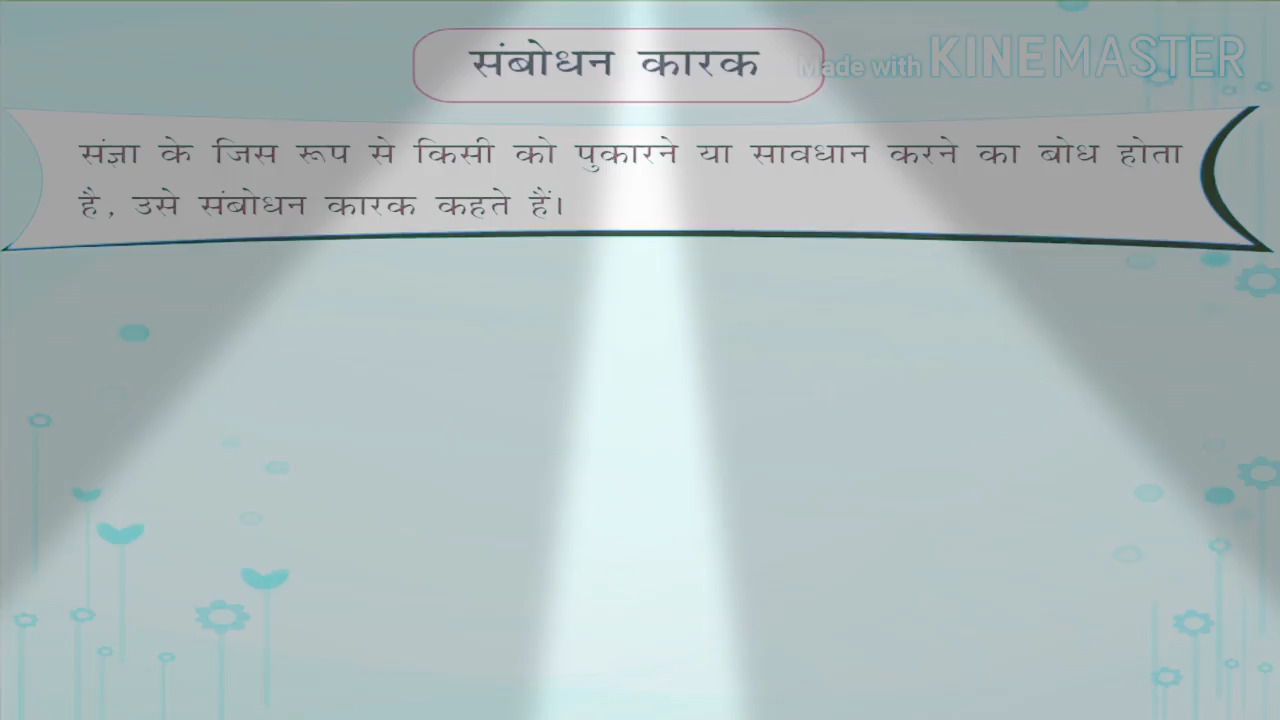 संबोधन कारक
Made with KINEMASTER
संज्ञा के जिस रूप से किसी को पुकारने या सावधान करने का बोध होता
है, उसे संबोधन कारक कहते हैं।